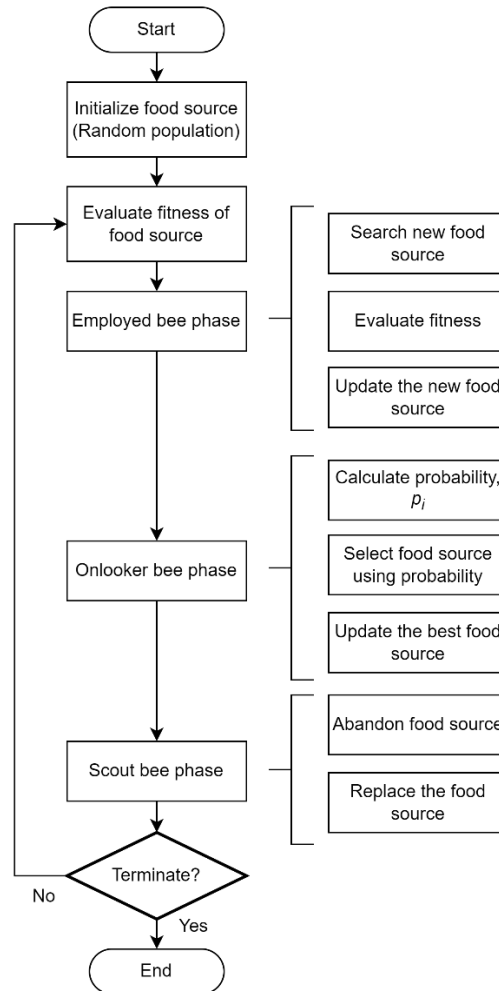 Start
Initialize food source
(Random population)
Evaluate fitness of
food source
Employed bee phase
Search new food
source
Evaluate fitness
Update the new food
source
Onlooker bee phase
Calculate probability,
pi
Select food source
using probability
Update the best food
source
Scout bee phase
Abandon food source
Replace the food
source
Terminate?
No
Yes
End